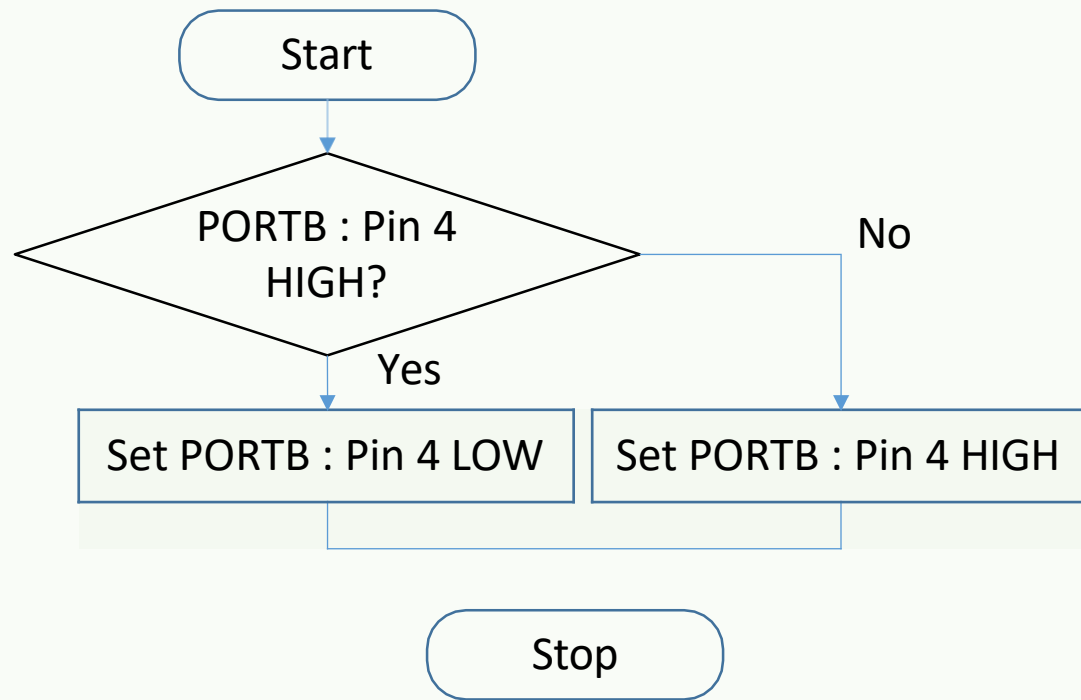 Start
PORTB : Pin 4
HIGH?
No
Yes
Set PORTB : Pin 4 LOW
Set PORTB : Pin 4 HIGH
Stop